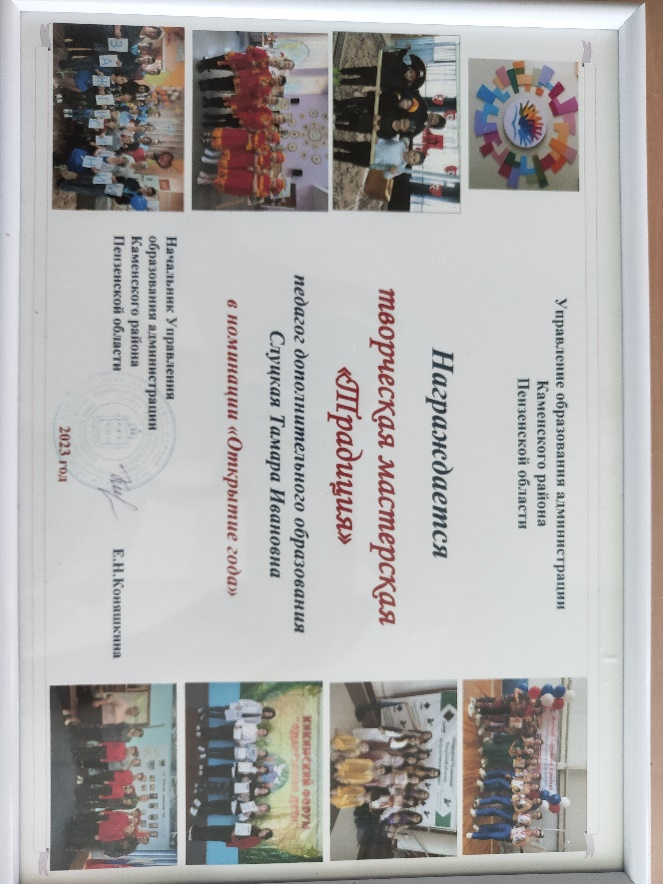 Управление образования администрации
Каменского района
Пензенской области
Награждается
творческая мастерская
«Традиция»
педагог дополнительного образования
Слуцкая Тамара Ивановна
в номинации «Открытие года»
Начальник Управления
образования администрации
Каменского района
Пензенской области
Е.Н.Коняшкина
2023 год